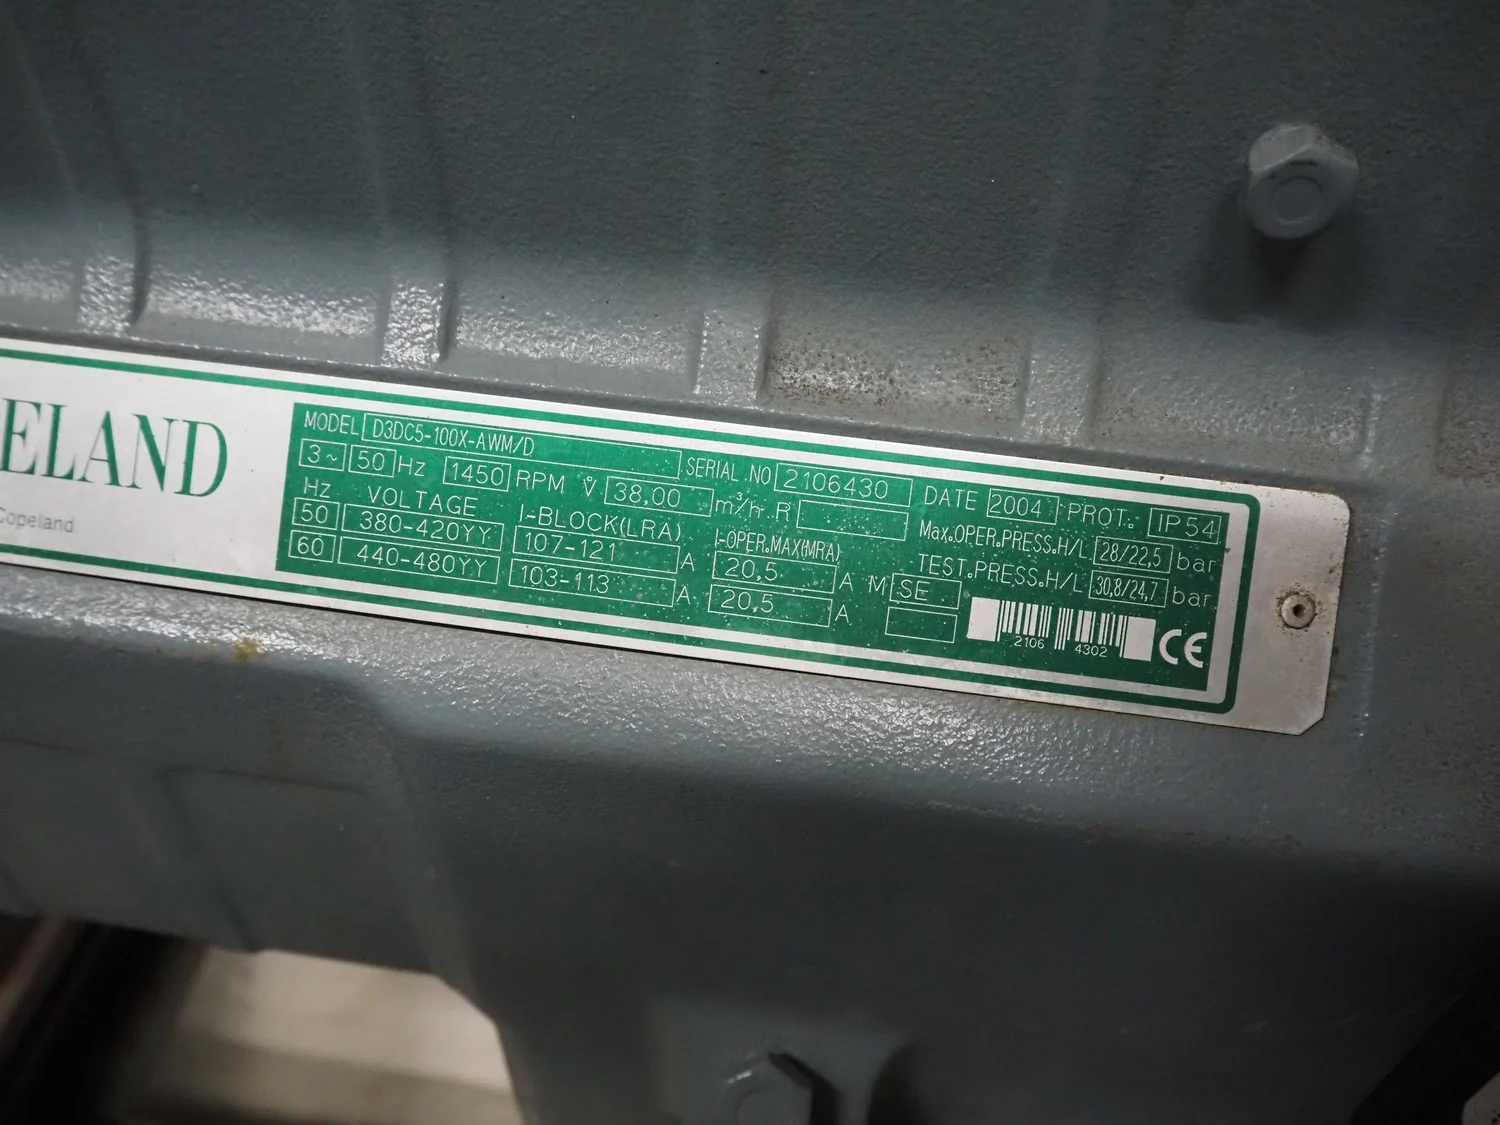 ELAND
Copeland
MODEL D3DC5-100X-AWM/D SERIAL NO 2106430 DATE 2004 PROT. IP54
3~ 50 Hz 1450 RPM V̊ 38,00 m³/h R Max.OPER.PRESS.H/L 28/22,5 bar
Hz VOLTAGE I-BLOCK(LRA) I-OPER.MAX(MRA) TEST.PRESS.H/L 30,8/24,7 bar
50 380-420YY 107-121 A 20,5 A M SE
60 440-480YY 103-113 A 20,5 A
2106 4302 CE